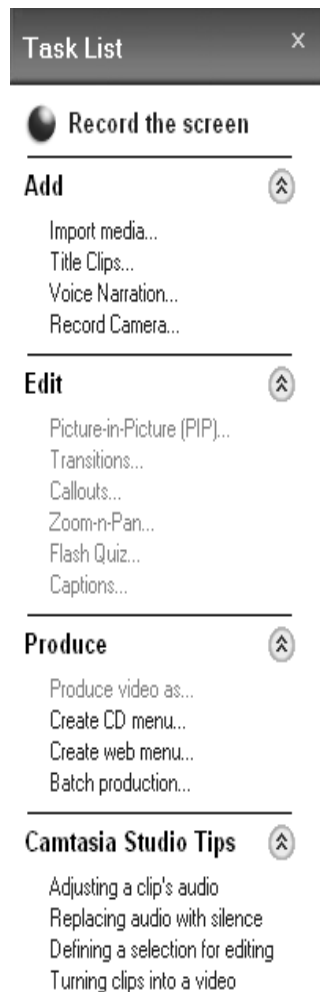 Task List
Record the screen
Add
Import media...
Title Clips...
Voice Narration...
Record Camera...
Edit
Picture-in-Picture (PIP)...
Transitions...
Callouts...
Zoom-n-Pan...
Flash Quiz...
Captions...
Produce
Produce video as...
Create CD menu...
Create web menu...
Batch production...
Camtasia Studio Tips
Adjusting a clip's audio
Replacing audio with silence
Defining a selection for editing
Turning clips into a video